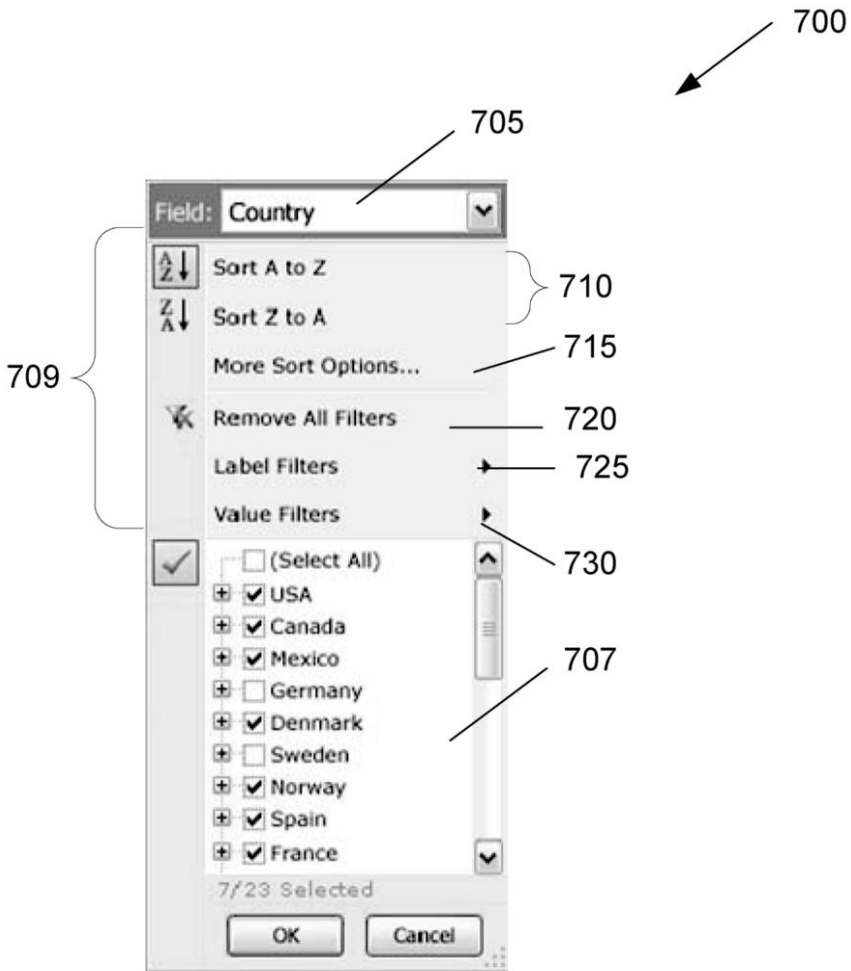 700
705
Field: Country
A
Z
Sort A to Z
710
Z
A
Sort Z to A
709
More Sort Options...
715
Remove All Filters
720
Label Filters
725
Value Filters
730
(Select All)
USA
Canada
Mexico
707
Germany
Denmark
Sweden
Norway
Spain
France
7/23 Selected
OK
Cancel